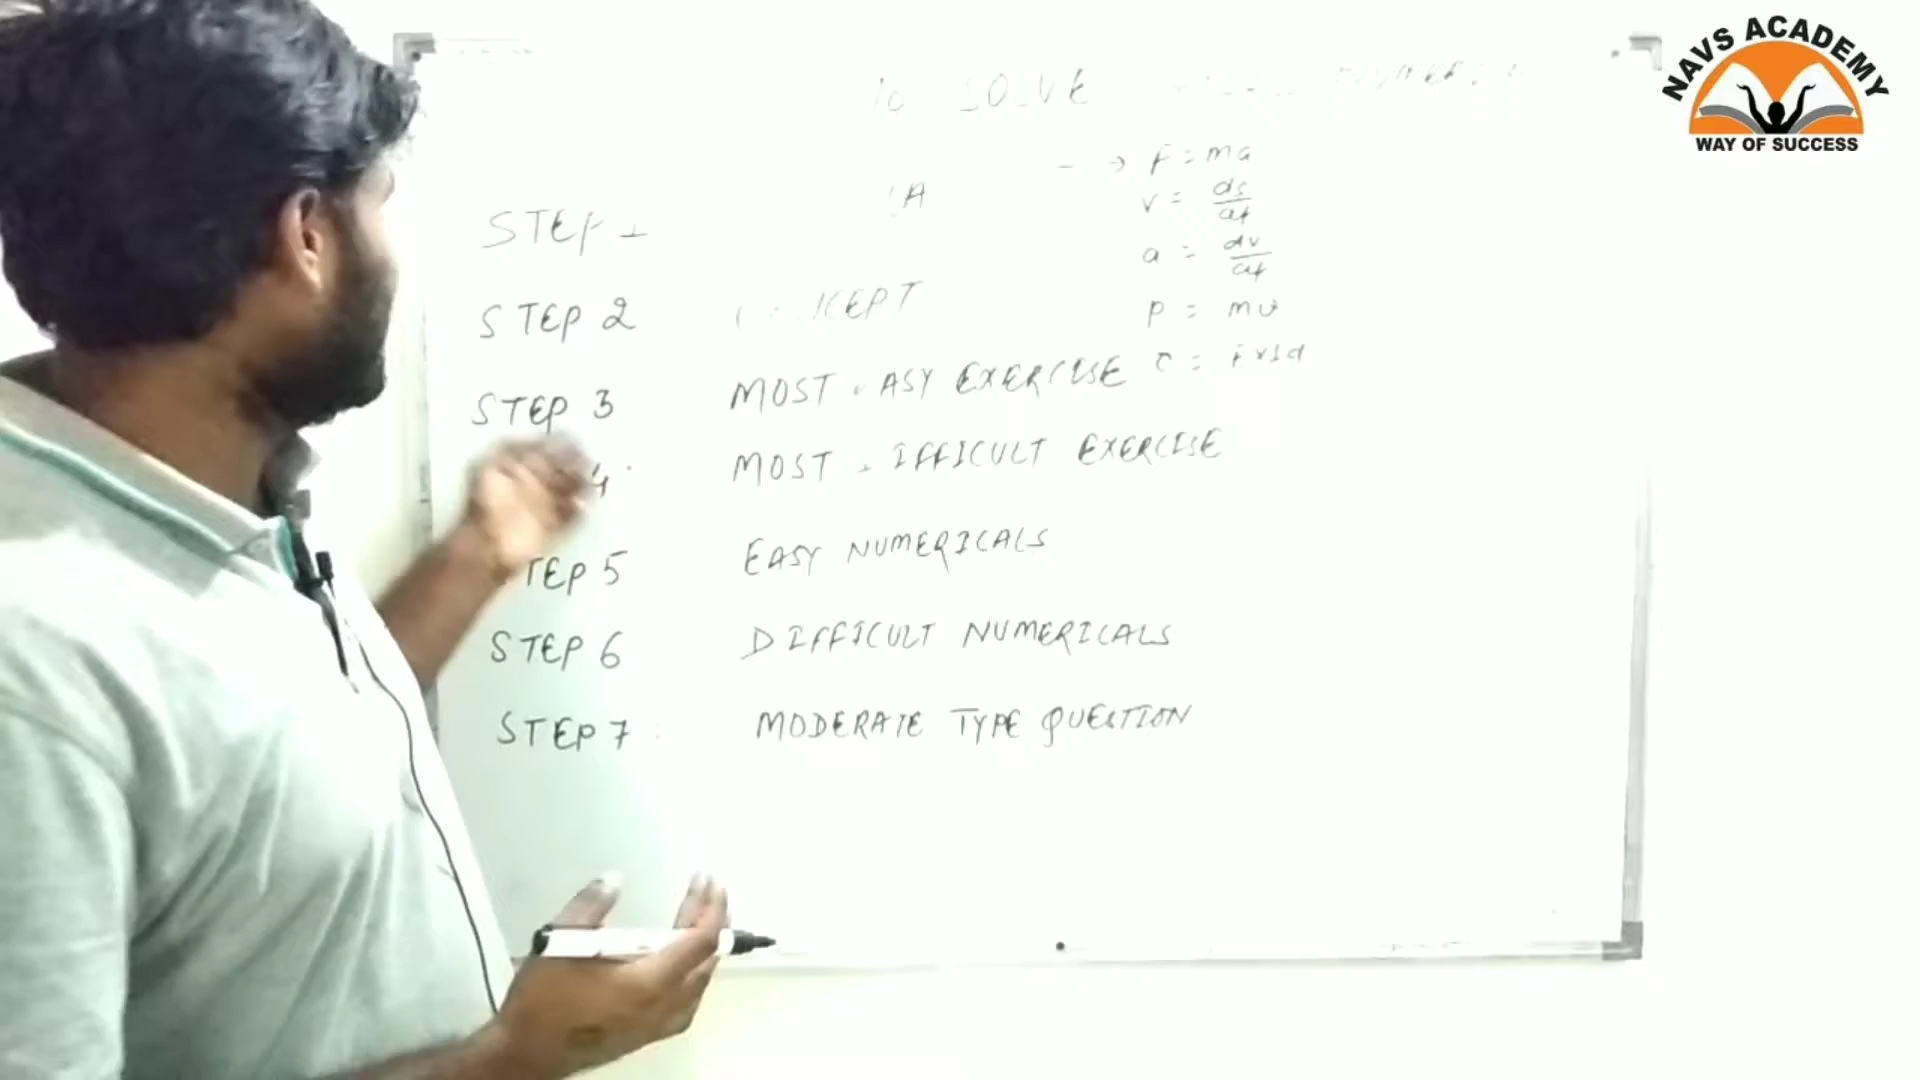 NAVS ACADEMY
WAY OF SUCCESS
TO SOLVE
F = ma
STEP 1
v = ds/dt
a = dv/dt
STEP 2
P = mv
STEP 3 MOST EASY EXERCISE
4 MOST DIFFICULT EXERCISE
STEP 5 EASY NUMERICALS
STEP 6 DIFFICULT NUMERICALS
STEP 7 MODERATE TYPE QUESTION